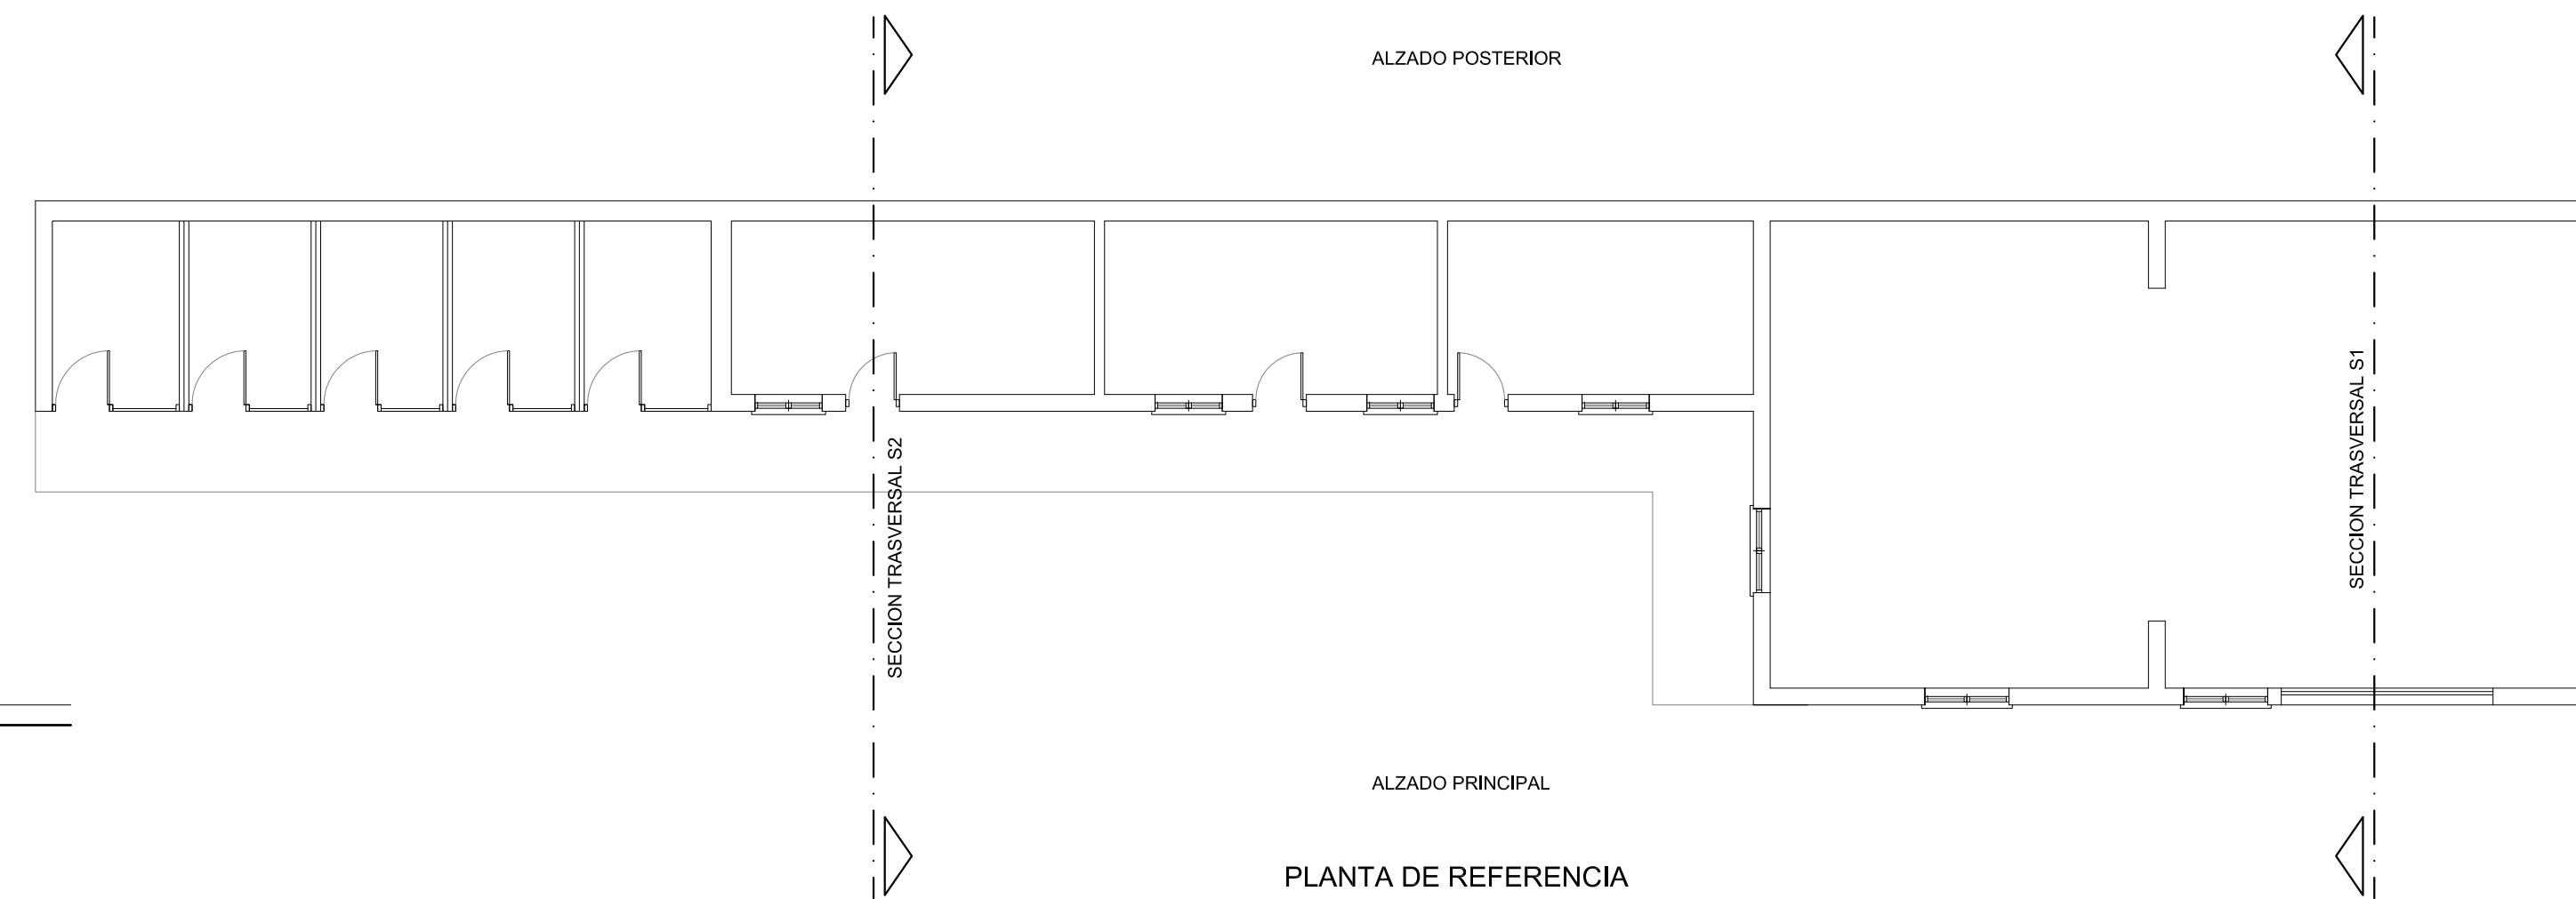 ALZADO POSTERIOR
SECCION TRASVERSAL S2
SECCION TRASVERSAL S1
ALZADO PRINCIPAL
PLANTA DE REFERENCIA